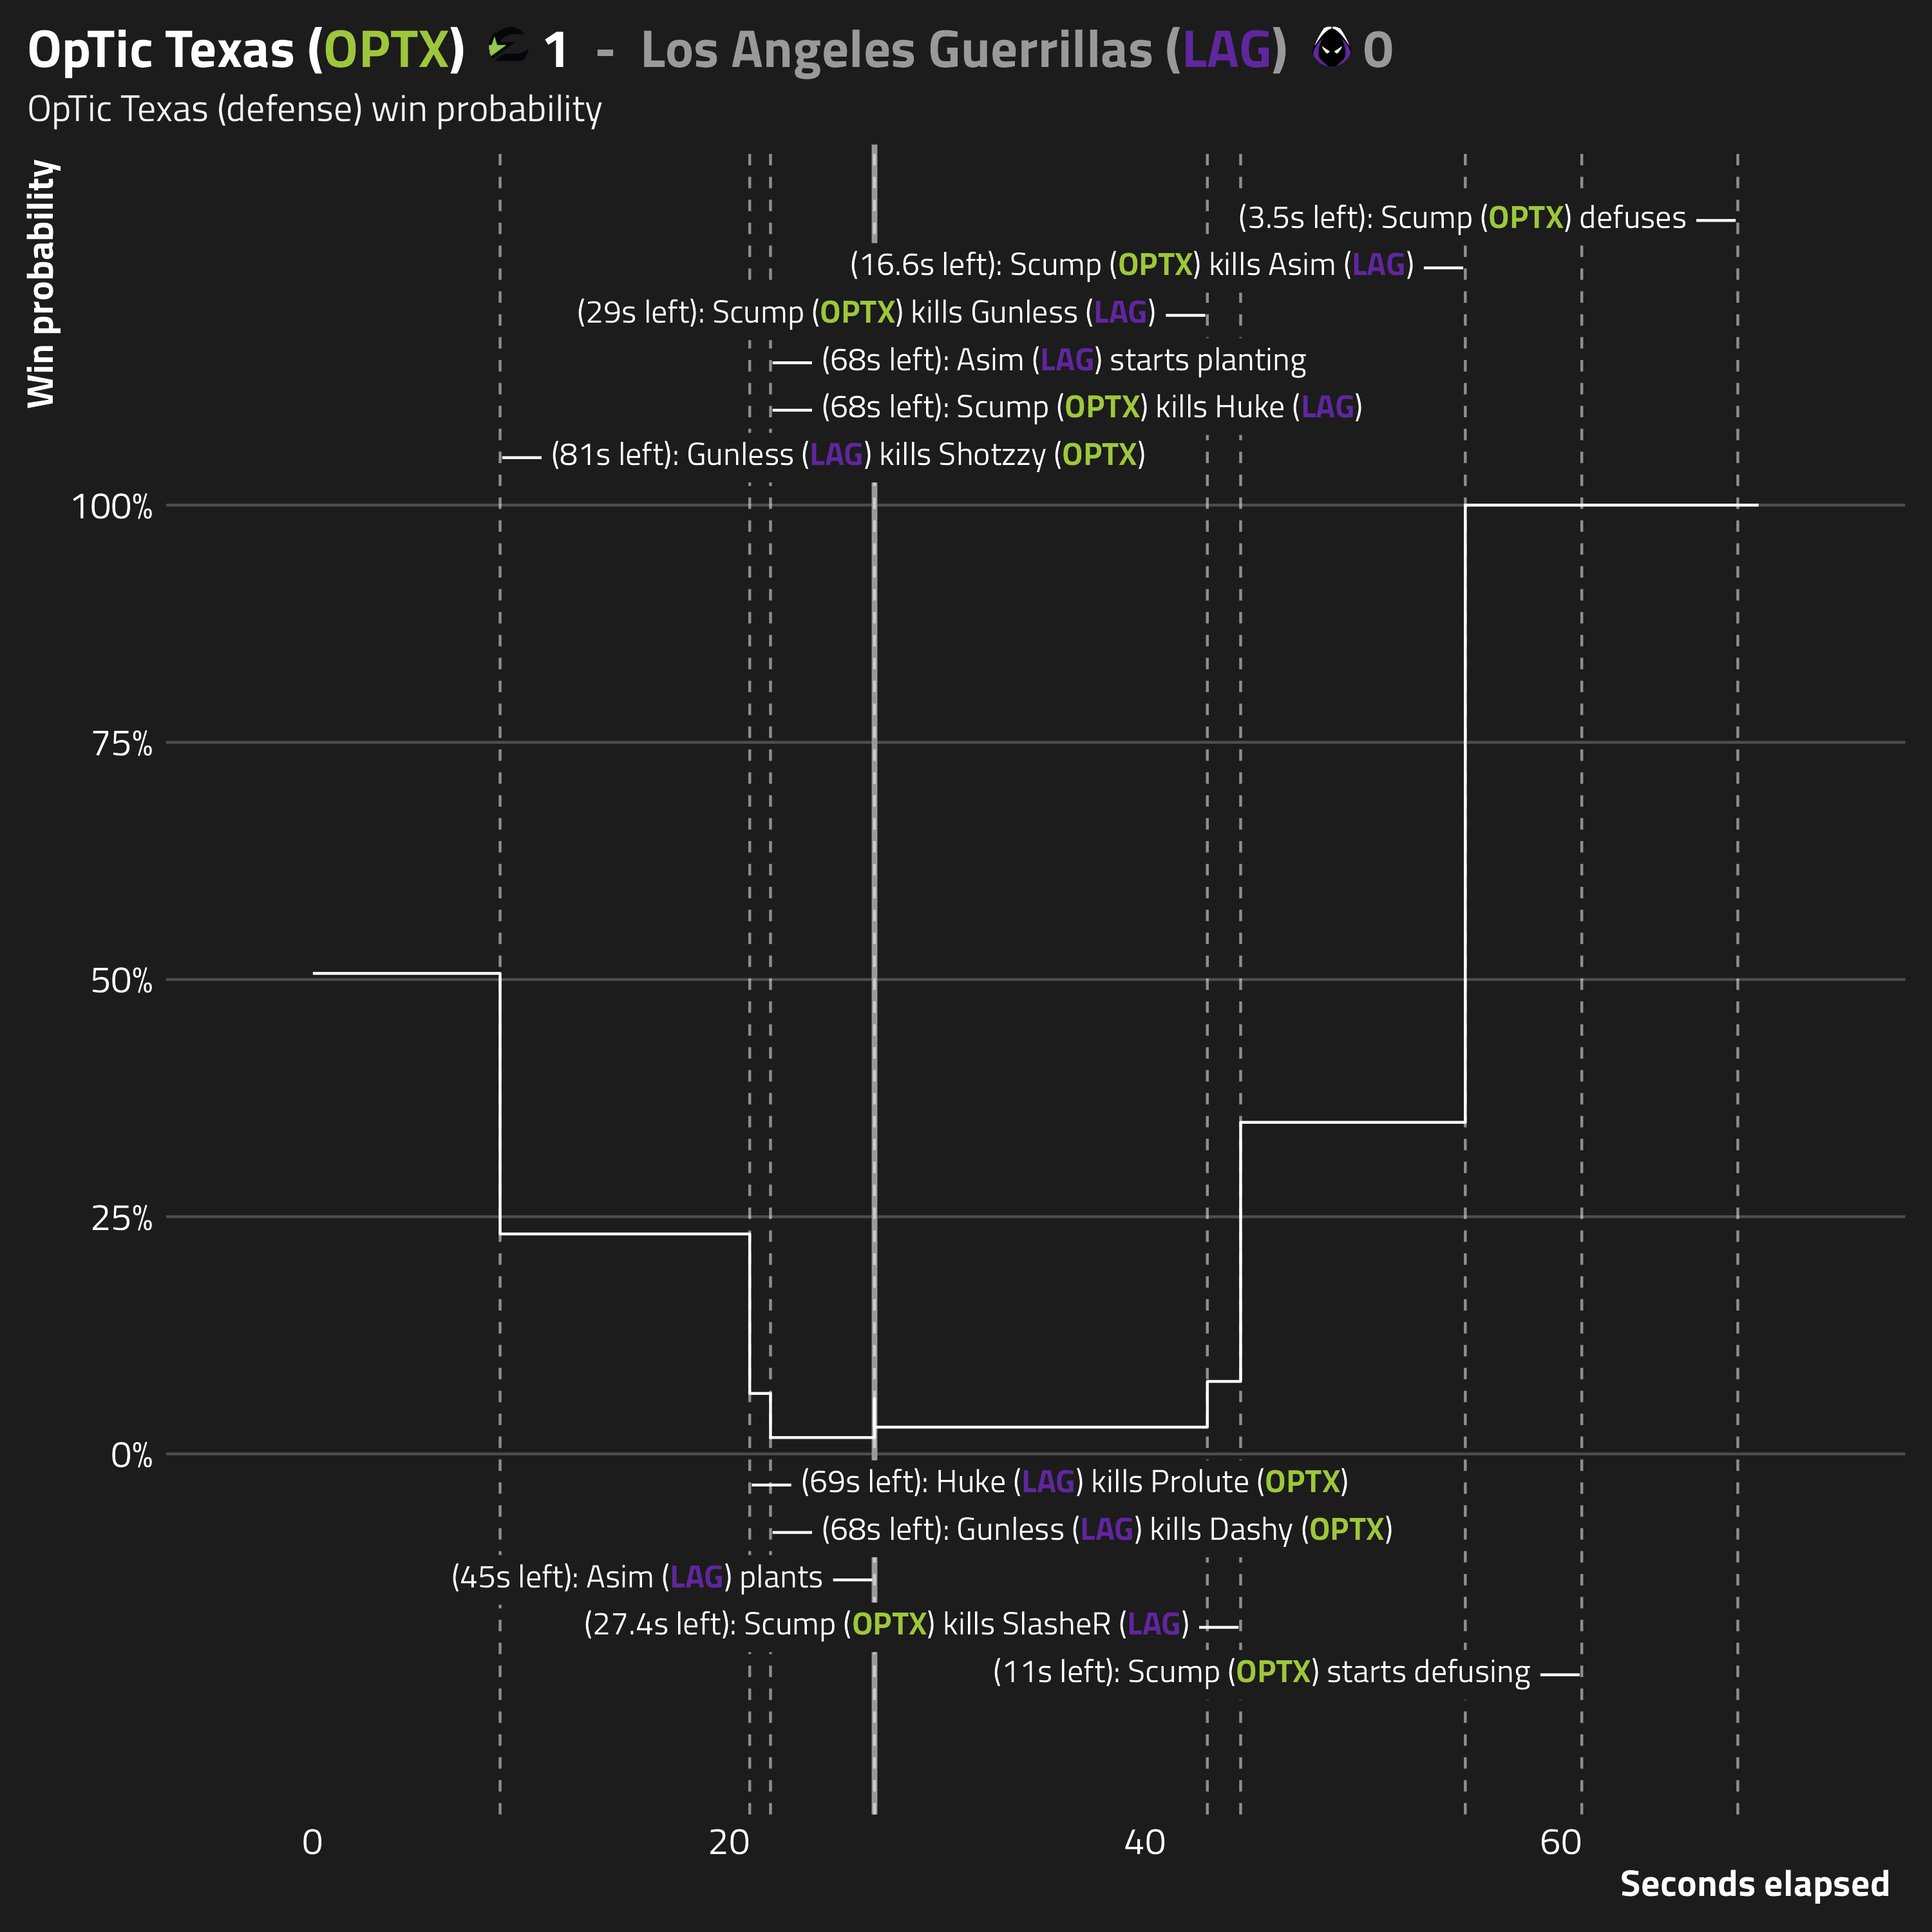 OpTic Texas (OPTX) 1 - Los Angeles Guerrillas (LAG) 0
OpTic Texas (defense) win probability
Win probability
(3.5s left): Scump (OPTX) defuses
(16.6s left): Scump (OPTX) kills Asim (LAG)
(29s left): Scump (OPTX) kills Gunless (LAG)
(68s left): Asim (LAG) starts planting
(68s left): Scump (OPTX) kills Huke (LAG)
(81s left): Gunless (LAG) kills Shotzzy (OPTX)
100%
75%
50%
25%
0%
(69s left): Huke (LAG) kills Prolute (OPTX)
(68s left): Gunless (LAG) kills Dashy (OPTX)
(45s left): Asim (LAG) plants
(27.4s left): Scump (OPTX) kills SlasheR (LAG)
(11s left): Scump (OPTX) starts defusing
0 20 40 60
Seconds elapsed